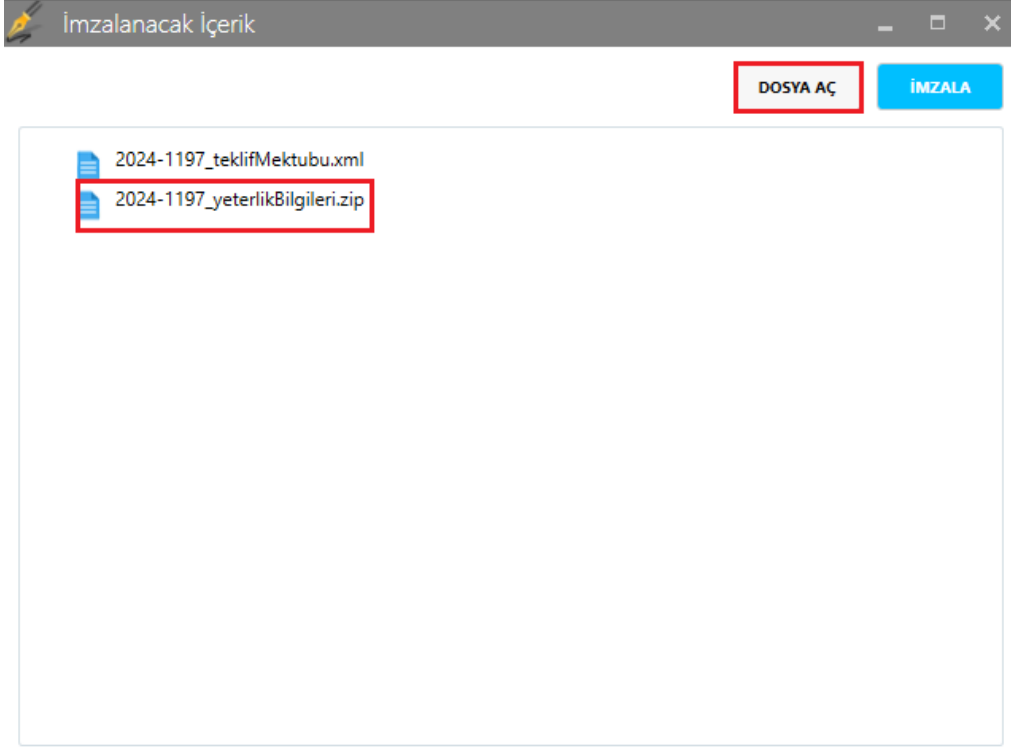 İmzalanacak İçerik
DOSYA AÇ
İMZALA
2024-1197_teklifMektubu.xml
2024-1197_yeterlikBilgileri.zip